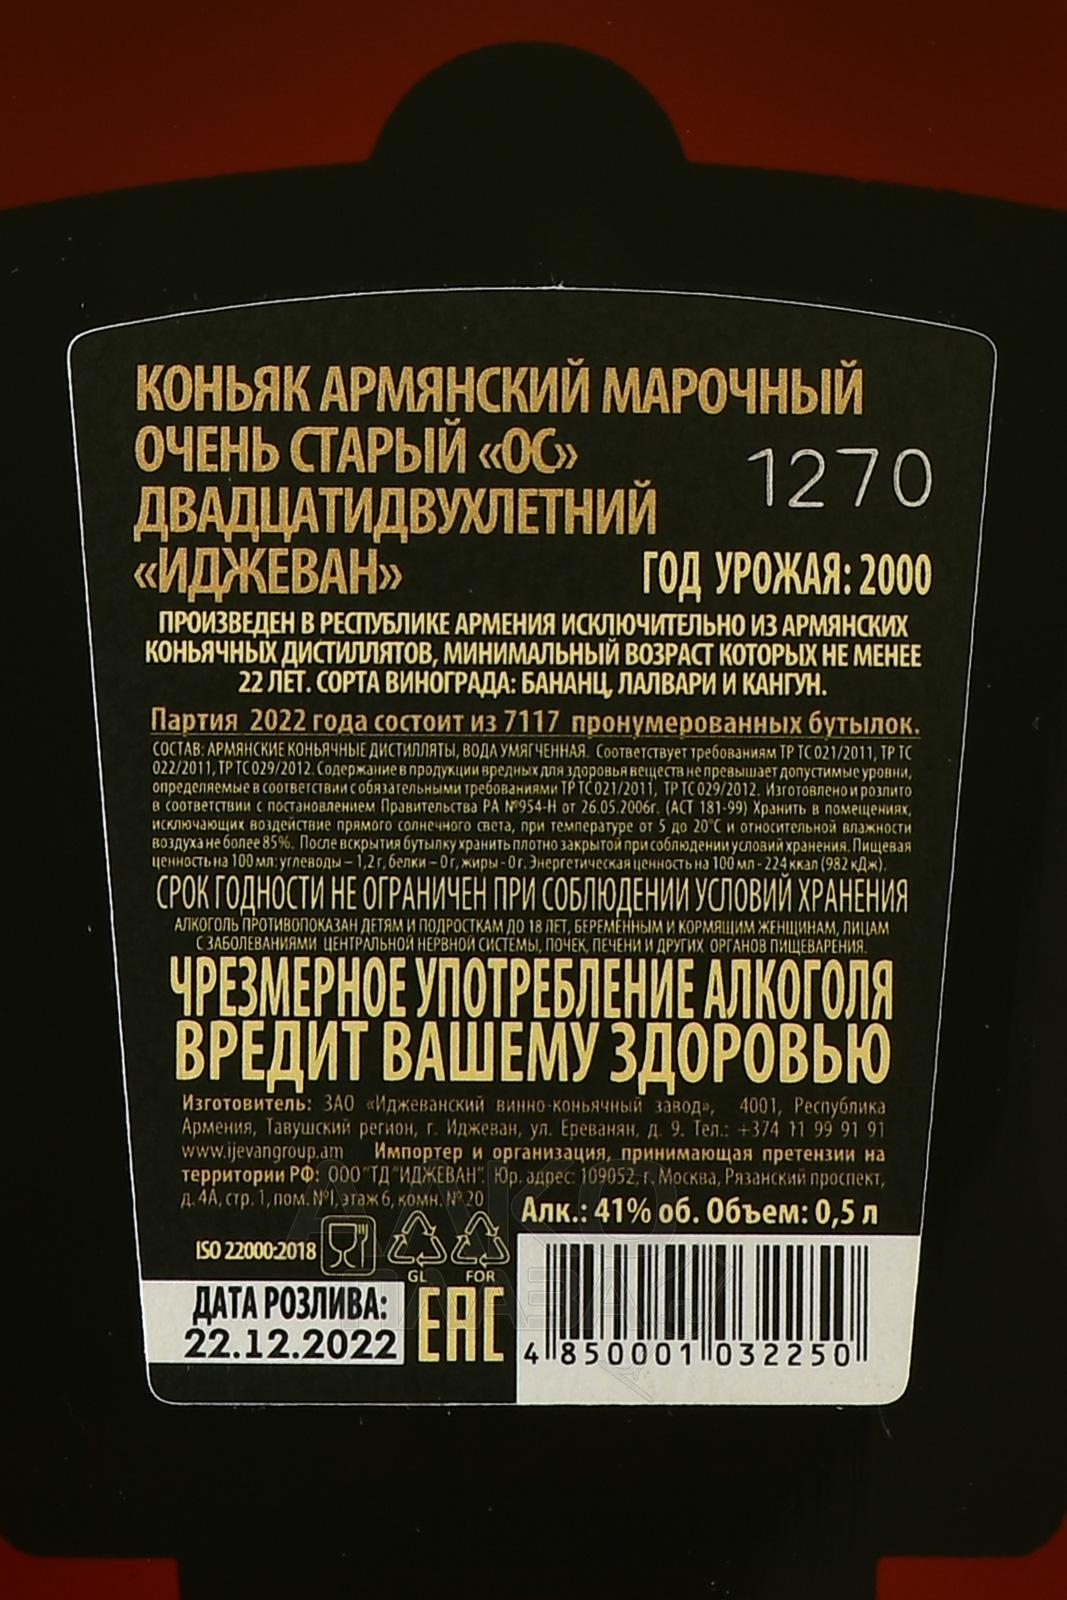 КОНЬЯК АРМЯНСКИЙ МАРОЧНЫЙ
ОЧЕНЬ СТАРЫЙ «ОС»
1270
ДВАДЦАТИДВУХЛЕТНИЙ
«ИДЖЕВАН»
ГОД УРОЖАЯ: 2000
ПРОИЗВЕДЕН В РЕСПУБЛИКЕ АРМЕНИЯ ИСКЛЮЧИТЕЛЬНО ИЗ АРМЯНСКИХ
КОНЬЯЧНЫХ ДИСТИЛЛЯТОВ, МИНИМАЛЬНЫЙ ВОЗРАСТ КОТОРЫХ НЕ МЕНЕЕ
22 ЛЕТ. СОРТА ВИНОГРАДА: БАНАНЦ, ЛАЛВАРИ И КАНГУН.
Партия 2022 года состоит из 7117 пронумерованных бутылок.
СОСТАВ: АРМЯНСКИЕ КОНЬЯЧНЫЕ ДИСТИЛЛЯТЫ, ВОДА УМЯГЧЕННАЯ. Соответствует требованиям ТР ТС 021/2011, ТР ТС
022/2011, ТР ТС 029/2012. Содержание в продукции вредных для здоровья веществ не превышает допустимые уровни,
определяемые в соответствии с обязательными требованиями ТР ТС 021/2011, ТР ТС 029/2012. Изготовлено и розлито
в соответствии с постановлением Правительства РА №954-Н от 26.05.2006г. (АСТ 181-99) Хранить в помещениях,
исключающих воздействие прямого солнечного света, при температуре от 5 до 20°С и относительной влажности
воздуха не более 85%. После вскрытия бутылку хранить плотно закрытой при соблюдении условий хранения. Пищевая
ценность на 100 мл: углеводы – 1,2 г, белки – 0 г, жиры - 0 г. Энергетическая ценность на 100 мл - 224 ккал (982 кДж).
СРОК ГОДНОСТИ НЕ ОГРАНИЧЕН ПРИ СОБЛЮДЕНИИ УСЛОВИЙ ХРАНЕНИЯ
АЛКОГОЛЬ ПРОТИВОПОКАЗАН ДЕТЯМ И ПОДРОСТКАМ ДО 18 ЛЕТ, БЕРЕМЕННЫМ И КОРМЯЩИМ ЖЕНЩИНАМ, ЛИЦАМ
С ЗАБОЛЕВАНИЯМИ ЦЕНТРАЛЬНОЙ НЕРВНОЙ СИСТЕМЫ, ПОЧЕК, ПЕЧЕНИ И ДРУГИХ ОРГАНОВ ПИЩЕВАРЕНИЯ.
ЧРЕЗМЕРНОЕ УПОТРЕБЛЕНИЕ АЛКОГОЛЯ
ВРЕДИТ ВАШЕМУ ЗДОРОВЬЮ
Изготовитель: ЗАО «Иджеванский винно-коньячный завод», 4001, Республика
Армения, Тавушский регион, г. Иджеван, ул. Ереванян, д. 9. Тел.: +374 11 99 91 91
www.ijevangroup.am Импортер и организация, принимающая претензии на
территории РФ: ООО "ТД "ИДЖЕВАН". Юр. адрес: 109052, г. Москва, Рязанский проспект,
д. 4А, стр. 1, пом. №I, этаж 6, комн. №20
Алк.: 41% об. Объем: 0,5 л
ISO 22000:2018
GL FOR
АЛКО
ПЛАЗА
ДАТА РОЗЛИВА:
22.12.2022
EAC
4 850001 032250